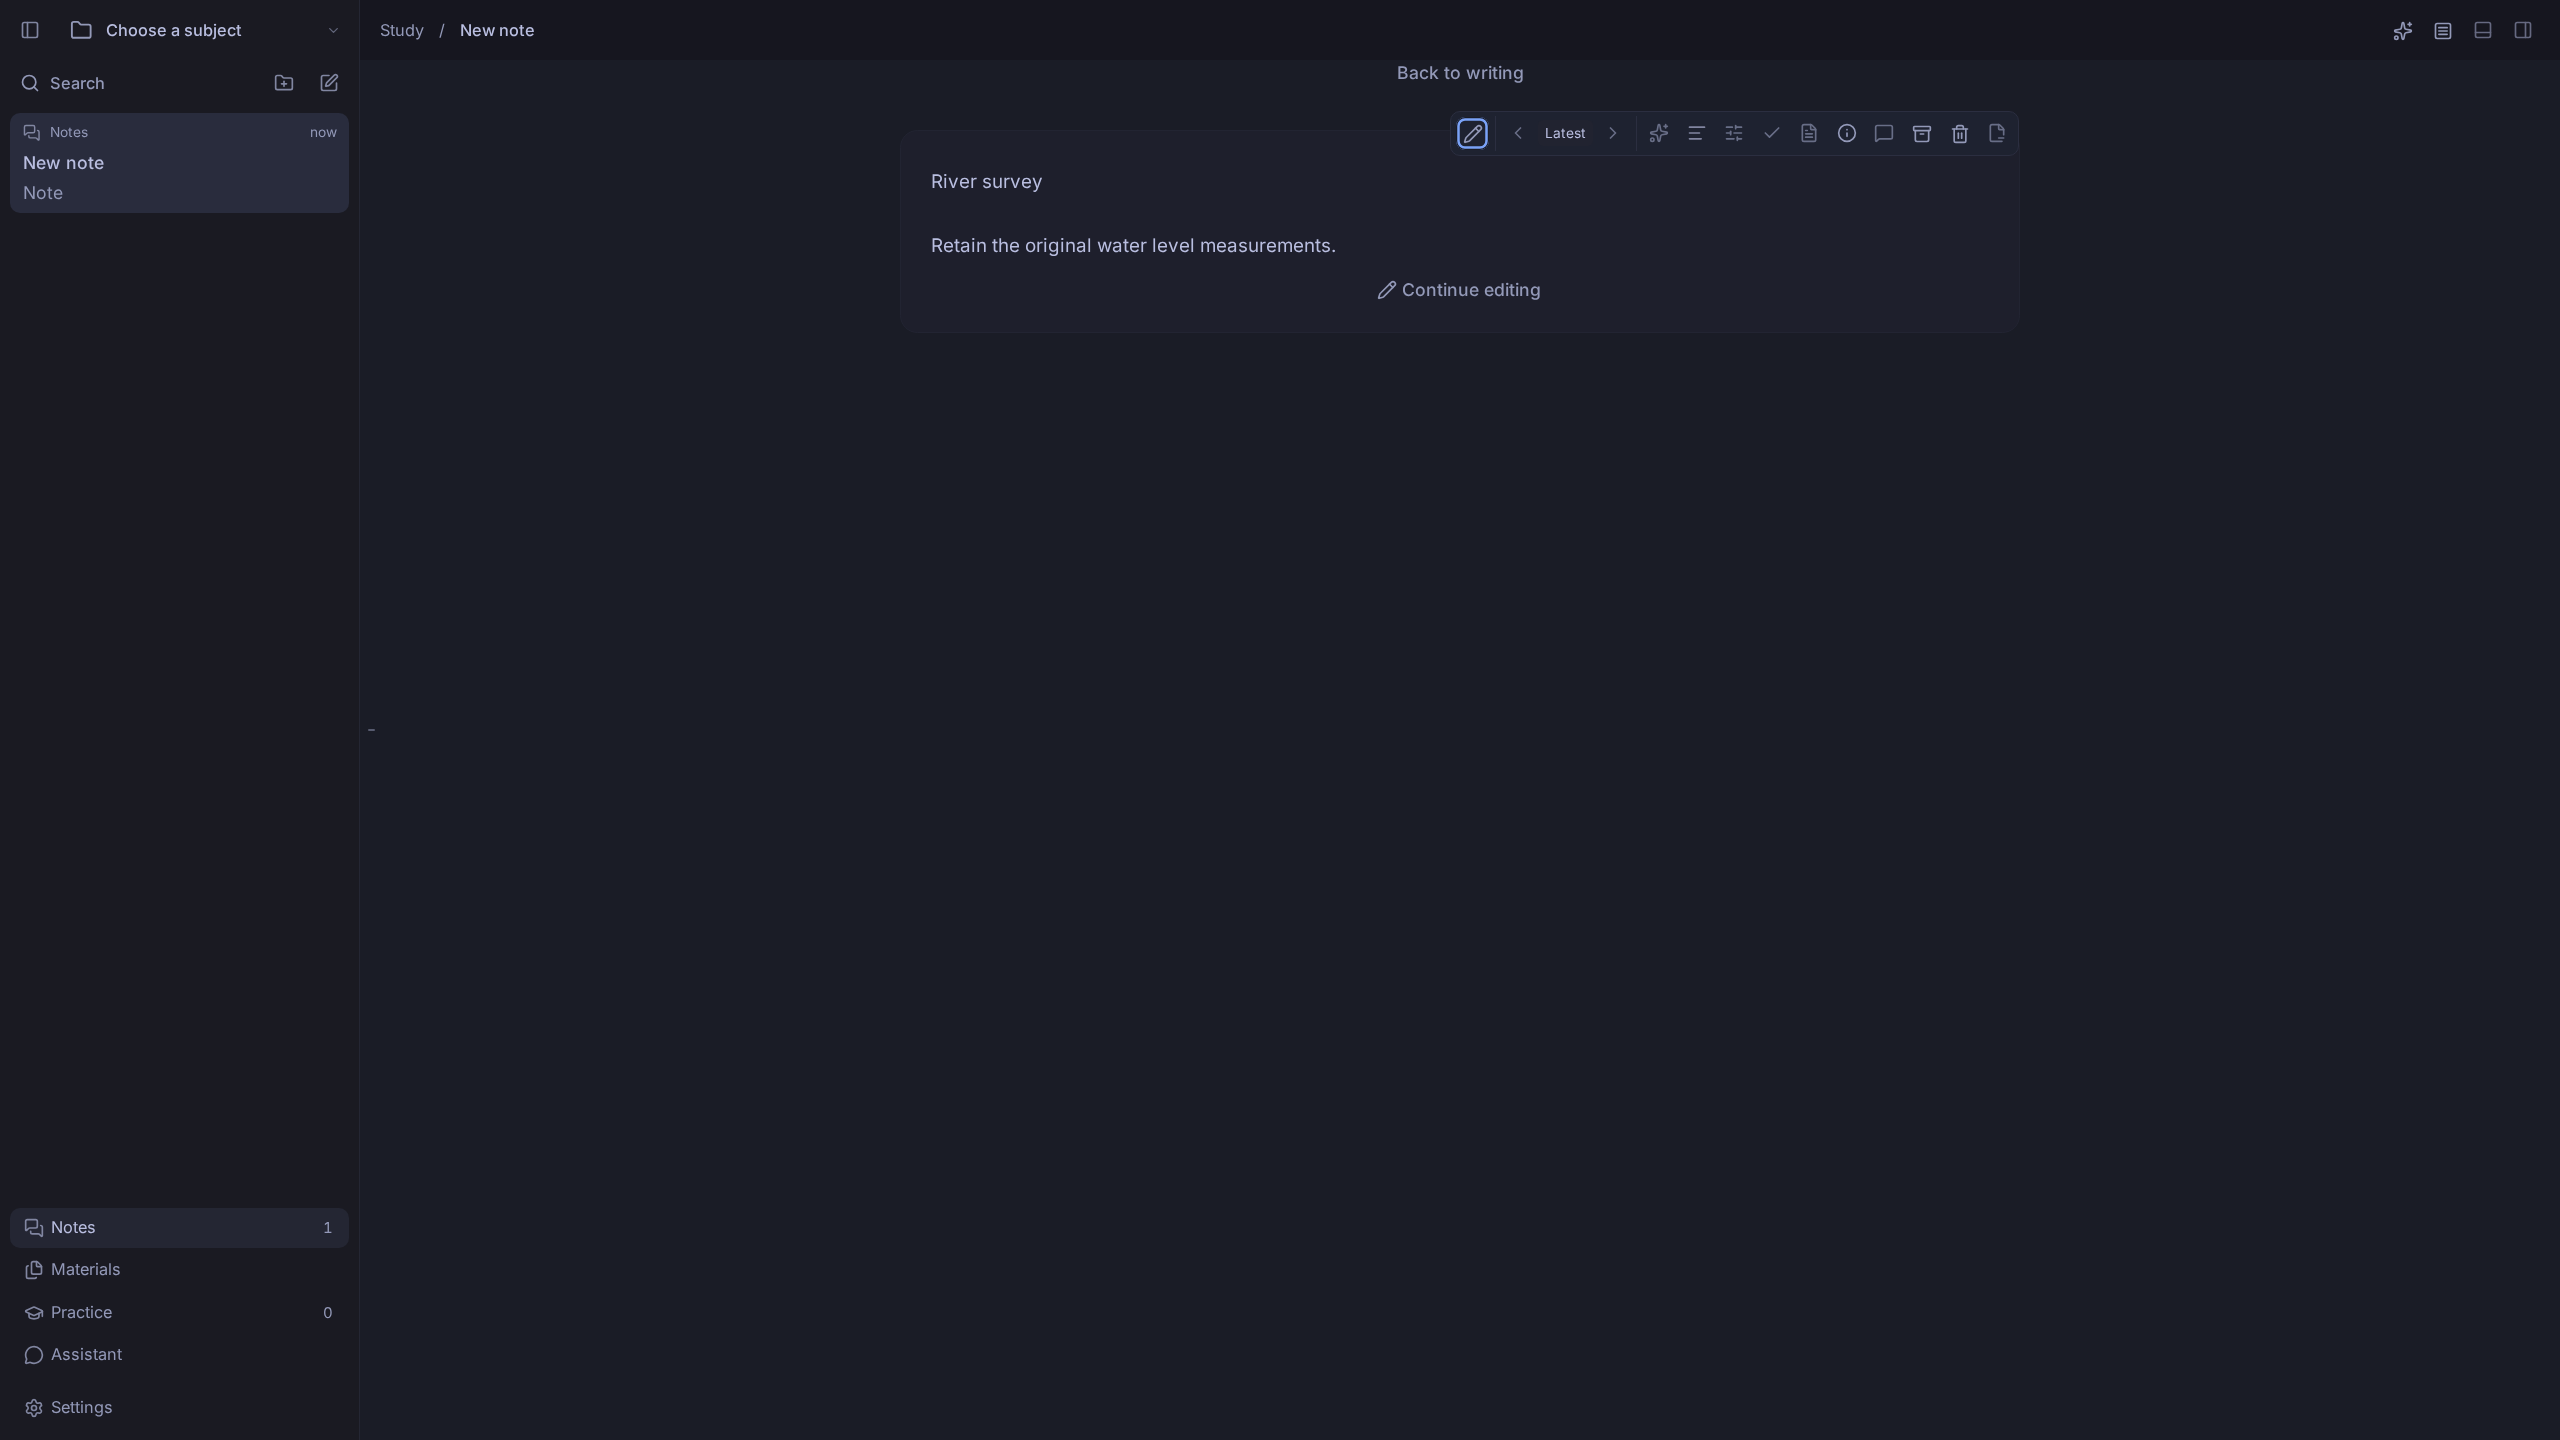 Choose a subject
Study / New note
Search
Back to writing
Notes now
New note
Note
Latest
River survey
Retain the original water level measurements.
Continue editing
Notes 1
Materials
Practice 0
Assistant
Settings